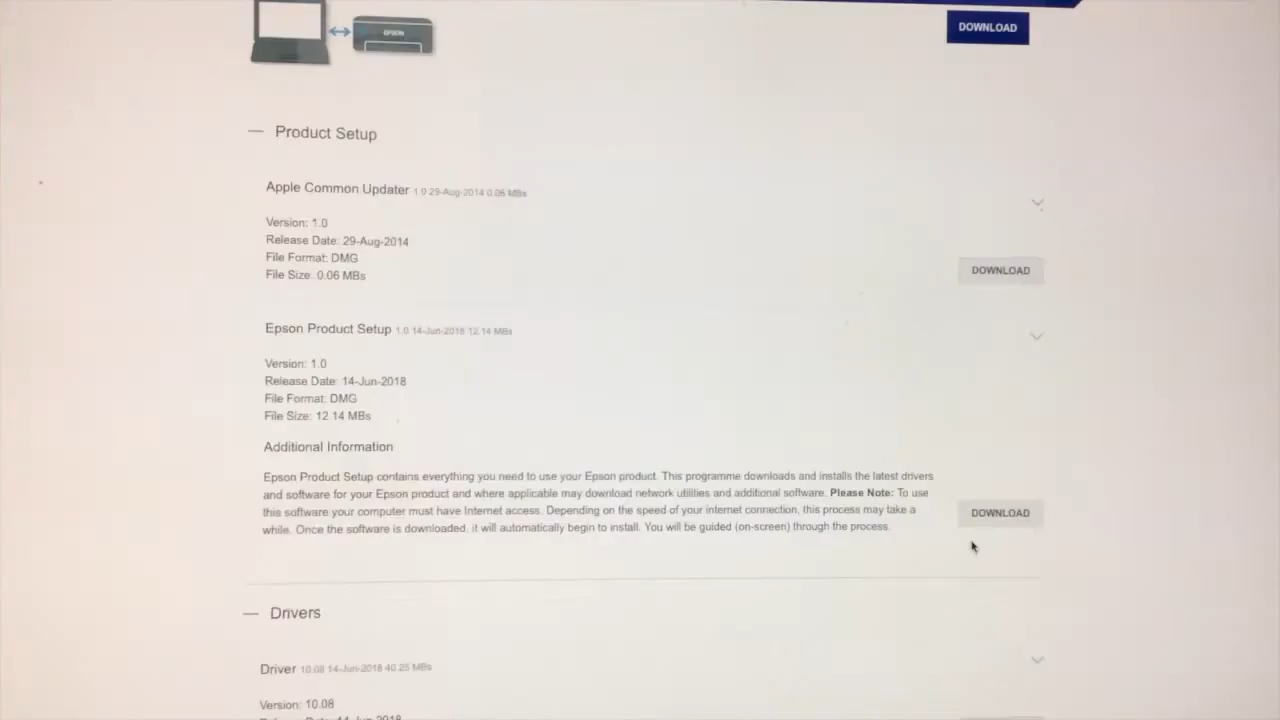 EPSON
DOWNLOAD
Product Setup
Apple Common Updater 1.0 29-Aug-2014 0.06 MBs
Version: 1.0
Release Date: 29-Aug-2014
File Format: DMG
File Size: 0.06 MBs
DOWNLOAD
Epson Product Setup 1.0 14-Jun-2018 12.14 MBs
Version: 1.0
Release Date: 14-Jun-2018
File Format: DMG
File Size: 12.14 MBs
Additional Information
Epson Product Setup contains everything you need to use your Epson product. This programme downloads and installs the latest drivers
and software for your Epson product and where applicable may download network utilities and additional software. Please Note: To use
this software your computer must have Internet access. Depending on the speed of your internet connection, this process may take a
while. Once the software is downloaded, it will automatically begin to install. You will be guided (on-screen) through the process.
DOWNLOAD
Drivers
Driver 10.08 14-Jun-2018 40.25 MBs
Version: 10.08
Release Date: 14-Jun-2018